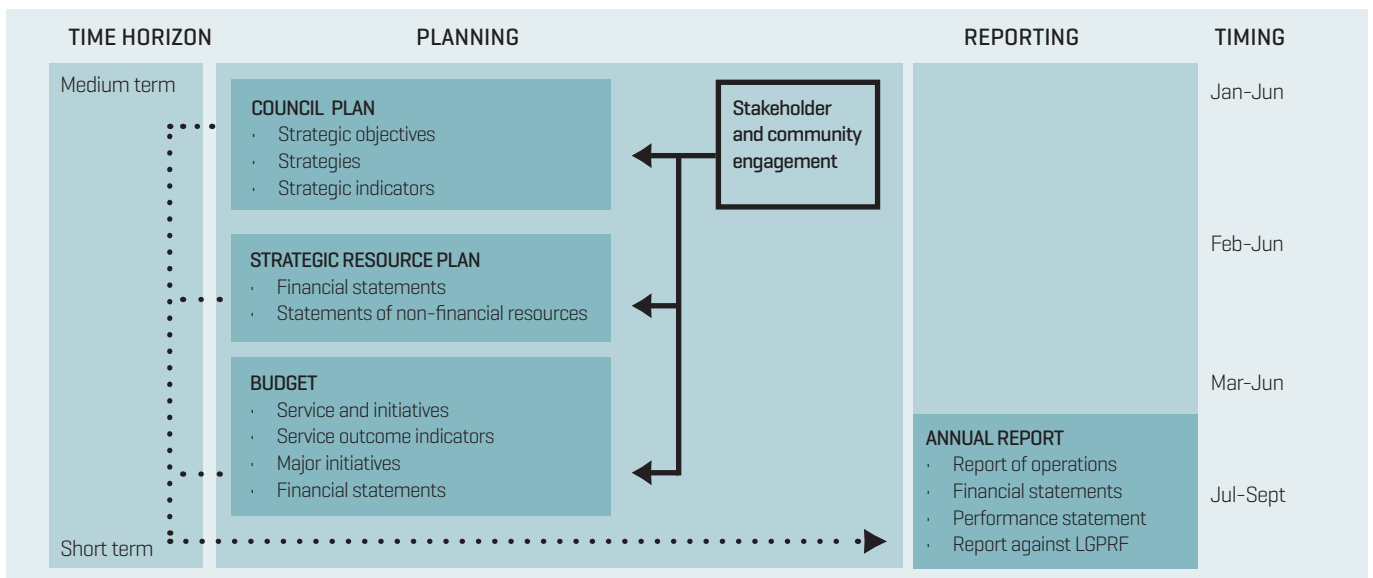 TIME HORIZON
PLANNING
REPORTING
TIMING
Medium term
Short term
COUNCIL PLAN
· Strategic objectives
· Strategies
· Strategic indicators
STRATEGIC RESOURCE PLAN
· Financial statements
· Statements of non-financial resources
BUDGET
· Service and initiatives
· Service outcome indicators
· Major initiatives
· Financial statements
Stakeholder
and community
engagement
ANNUAL REPORT
· Report of operations
· Financial statements
· Performance statement
· Report against LGPRF
Jan-Jun
Feb-Jun
Mar-Jun
Jul-Sept